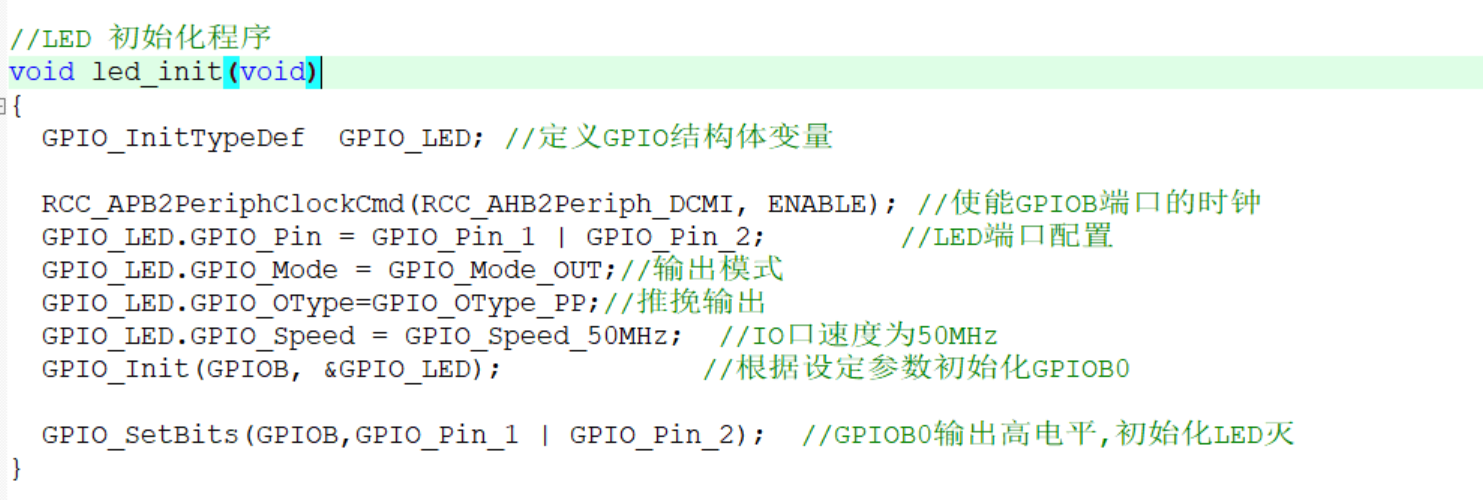 //LED 初始化程序
void led_init(void)
{
  GPIO_InitTypeDef  GPIO_LED; //定义GPIO结构体变量
  RCC_APB2PeriphClockCmd(RCC_AHB2Periph_DCMI, ENABLE); //使能GPIOB端口的时钟
  GPIO_LED.GPIO_Pin = GPIO_Pin_1 | GPIO_Pin_2;        //LED端口配置
  GPIO_LED.GPIO_Mode = GPIO_Mode_OUT;//输出模式
  GPIO_LED.GPIO_OType=GPIO_OType_PP;//推挽输出
  GPIO_LED.GPIO_Speed = GPIO_Speed_50MHz;  //IO口速度为50MHz
  GPIO_Init(GPIOB, &GPIO_LED);            //根据设定参数初始化GPIOB0
  GPIO_SetBits(GPIOB,GPIO_Pin_1 | GPIO_Pin_2);  //GPIOB0输出高电平,初始化LED灭
}